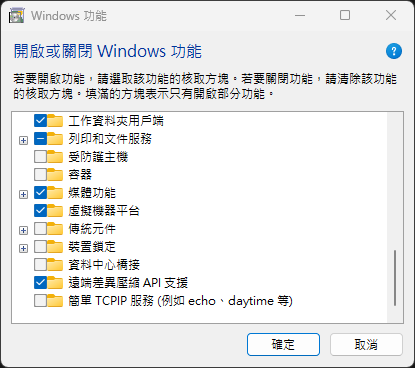 Windows 功能
開啟或關閉 Windows 功能
?
若要開啟功能，請選取該功能的核取方塊。若要關閉功能，請清除該功能
的核取方塊。填滿的方塊表示只有開啟部分功能。
工作資料夾用戶端
列印和文件服務
受防護主機
容器
媒體功能
虛擬機器平台
傳統元件
裝置鎖定
資料中心橋接
遠端差異壓縮 API 支援
簡單 TCPIP 服務 (例如 echo、daytime 等)
確定
取消